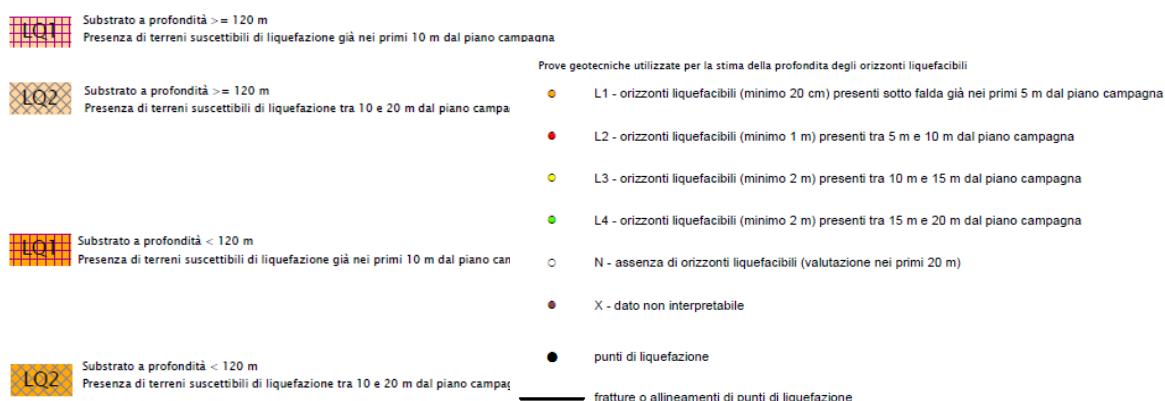 LQ1
Substrato a profondità >= 120 m
Presenza di terreni suscettibili di liquefazione già nei primi 10 m dal piano campagna
LQ2
Substrato a profondità >= 120 m
Presenza di terreni suscettibili di liquefazione tra 10 e 20 m dal piano campa
LQ1
Substrato a profondità < 120 m
Presenza di terreni suscettibili di liquefazione già nei primi 10 m dal piano can
LQ2
Substrato a profondità < 120 m
Presenza di terreni suscettibili di liquefazione tra 10 e 20 m dal piano campag
Prove geotecniche utilizzate per la stima della profondita degli orizzonti liquefacibili
L1 - orizzonti liquefacibili (minimo 20 cm) presenti sotto falda già nei primi 5 m dal piano campagna
L2 - orizzonti liquefacibili (minimo 1 m) presenti tra 5 m e 10 m dal piano campagna
L3 - orizzonti liquefacibili (minimo 2 m) presenti tra 10 m e 15 m dal piano campagna
L4 - orizzonti liquefacibili (minimo 2 m) presenti tra 15 m e 20 m dal piano campagna
N - assenza di orizzonti liquefacibili (valutazione nei primi 20 m)
X - dato non interpretabile
punti di liquefazione
fratture o allineamenti di punti di liquefazione